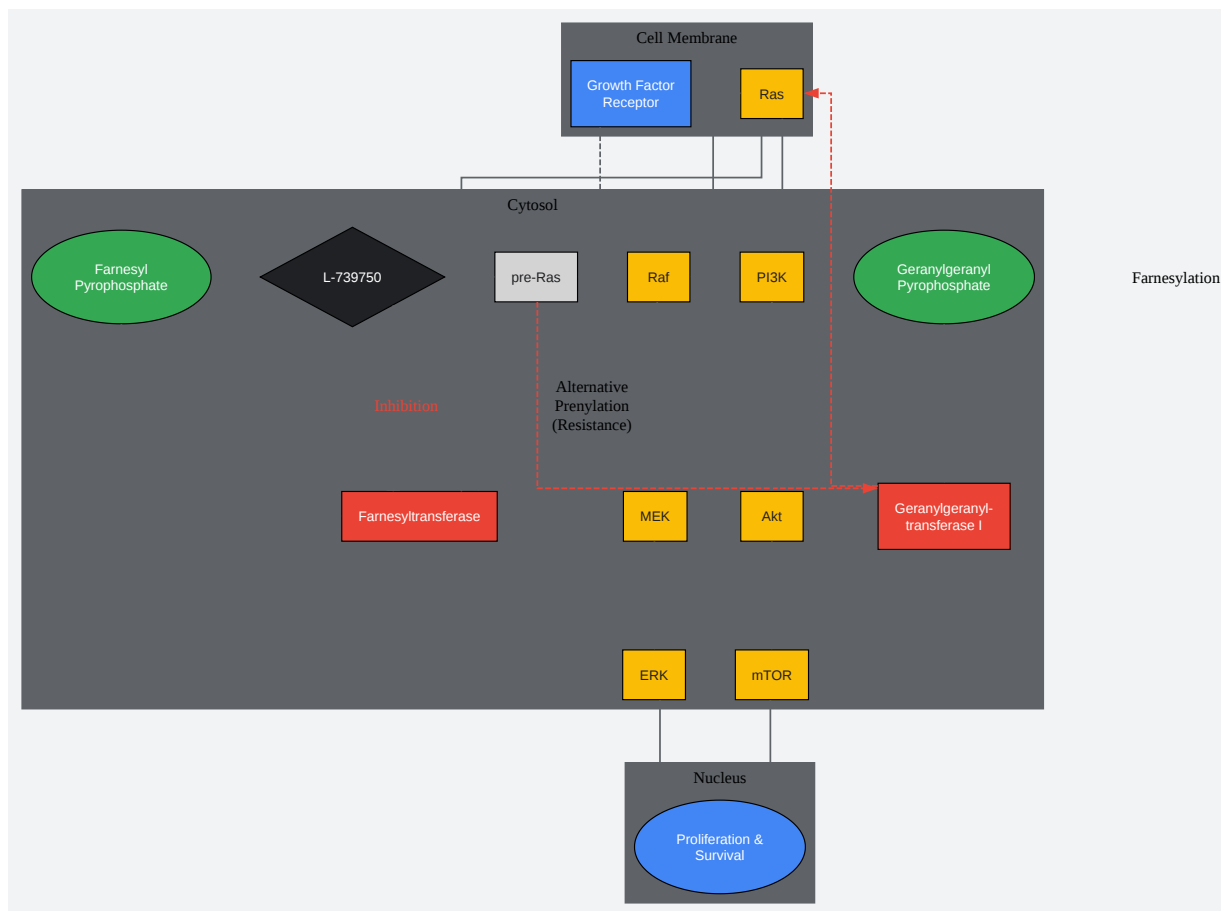 Cell Membrane
Growth Factor
Receptor
Ras
Cytosol
Farnesyl
Pyrophosphate
L-739750
pre-Ras
Raf
PI3K
Geranylgeranyl
Pyrophosphate
Farnesylation
Inhibition
Alternative
Prenylation
(Resistance)
Farnesyltransferase
MEK
Akt
Geranylgeranyl-
transferase I
ERK
mTOR
Nucleus
Proliferation &
Survival